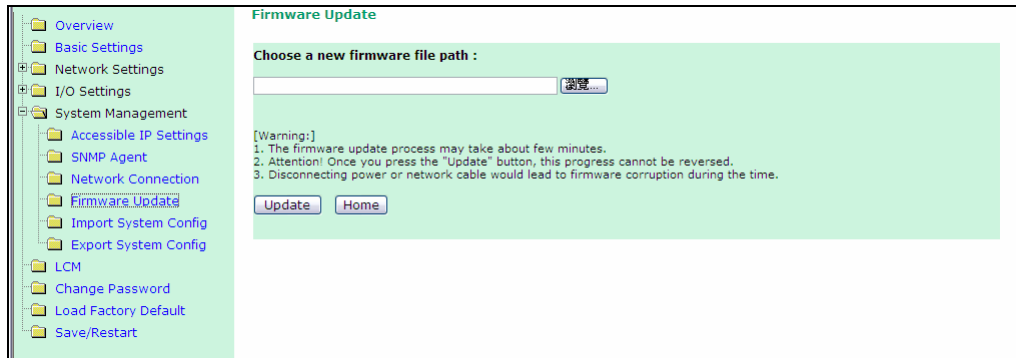 Overview
Basic Settings
Network Settings
I/O Settings
System Management
Accessible IP Settings
SNMP Agent
Network Connection
Firmware Update
Import System Config
Export System Config
LCM
Change Password
Load Factory Default
Save/Restart
Firmware Update
Choose a new firmware file path :
瀏覽...
[Warning:]
1. The firmware update process may take about few minutes.
2. Attention! Once you press the "Update" button, this progress cannot be reversed.
3. Disconnecting power or network cable would lead to firmware corruption during the time.
Update Home